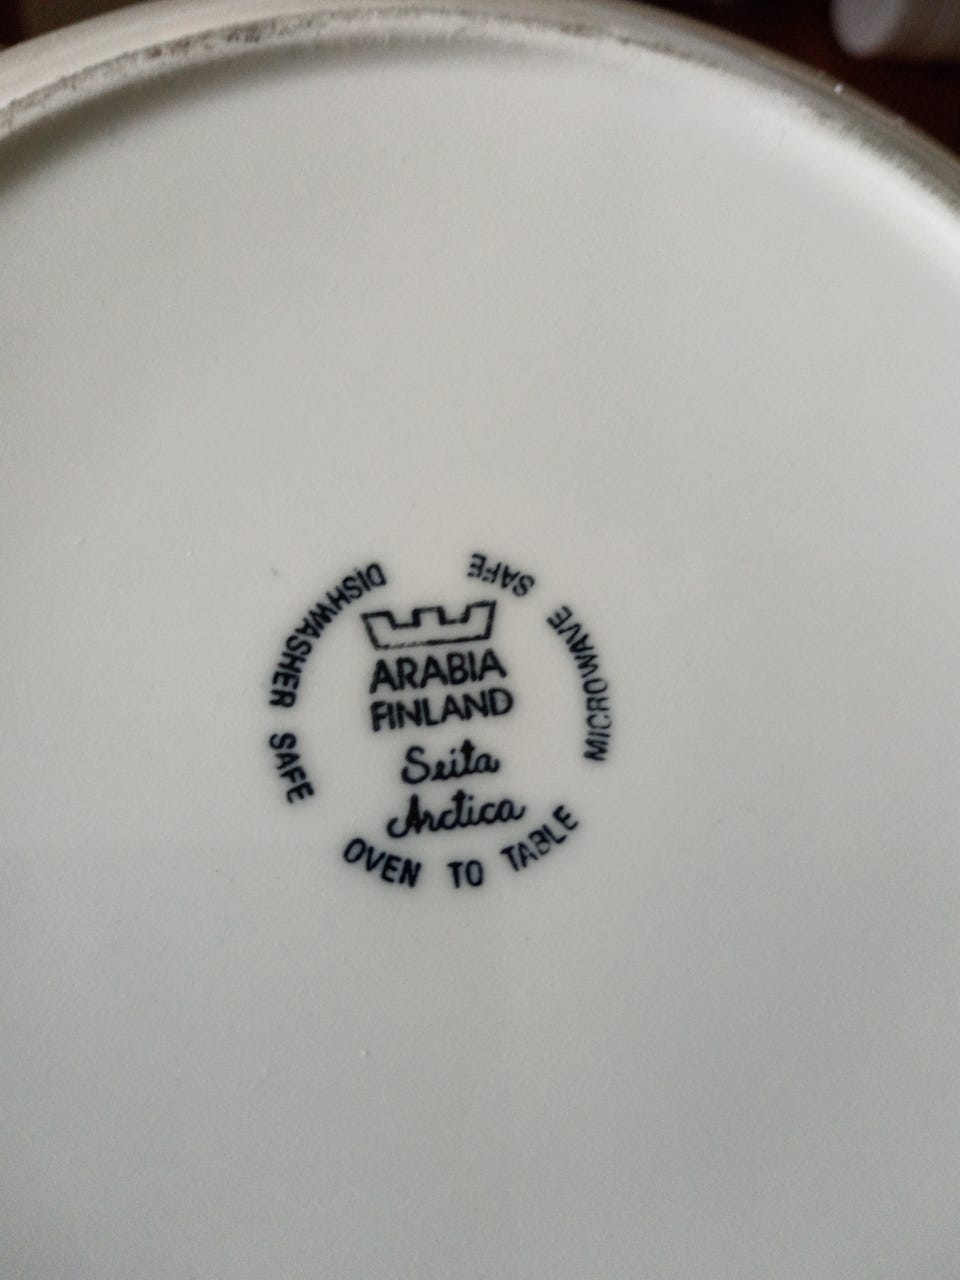 ARABIA
FINLAND
Seita
Arctica
DISHWASHER SAFE
OVEN TO TABLE
MICROWAVE SAFE